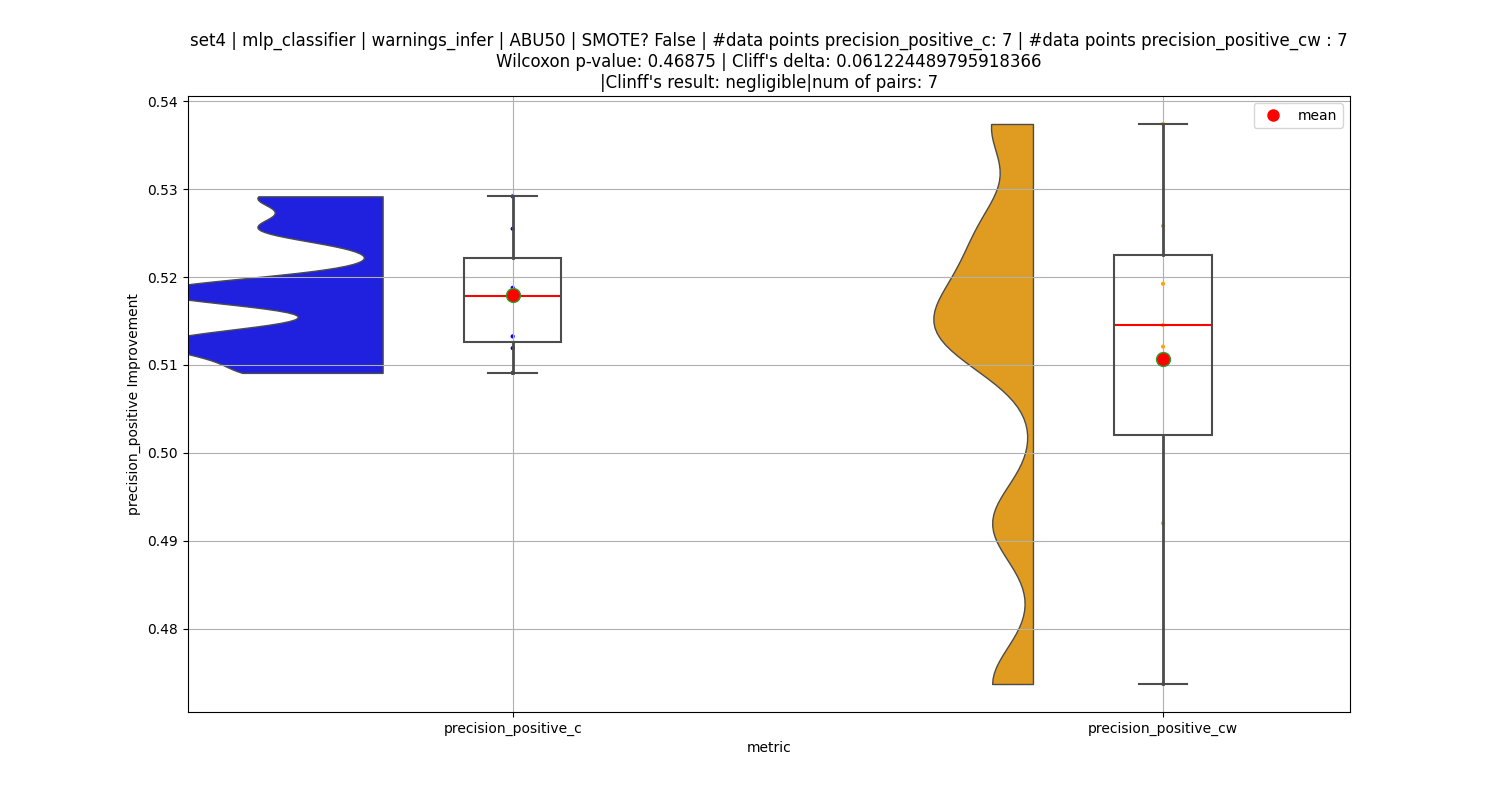 set4 | mlp_classifier | warnings_infer | ABU50 | SMOTE? False | #data points precision_positive_c: 7 | #data points precision_positive_cw : 7
Wilcoxon p-value: 0.46875 | Cliff's delta: 0.061224489795918366
|Clinff's result: negligible|num of pairs: 7
mean
0.54
0.53
0.52
0.51
0.50
0.49
0.48
precision_positive Improvement
precision_positive_c
precision_positive_cw
metric